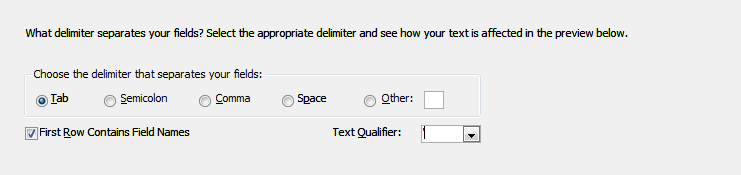 What delimiter separates your fields? Select the appropriate delimiter and see how your text is affected in the preview below.
Choose the delimiter that separates your fields:
Tab Semicolon Comma Space Other:
First Row Contains Field Names Text Qualifier: '